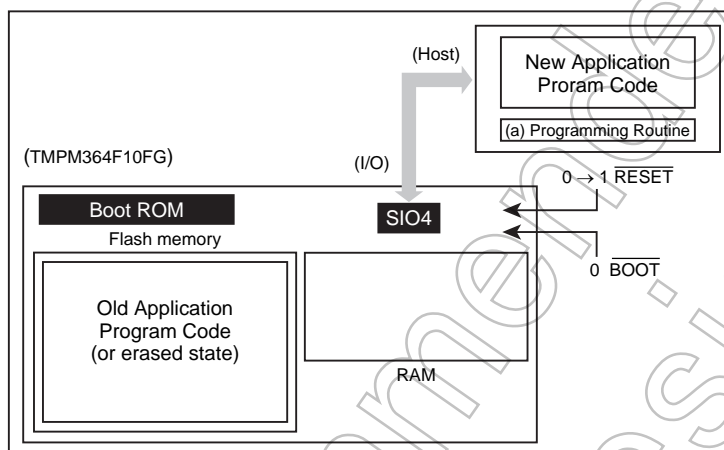 (Host)
New Application
Proram Code
(a) Programming Routine
(TMPM364F10FG)
(I/O)
0 → 1 RESET
Boot ROM
SIO4
Flash memory
0 BOOT
Old Application
Program Code
(or erased state)
RAM